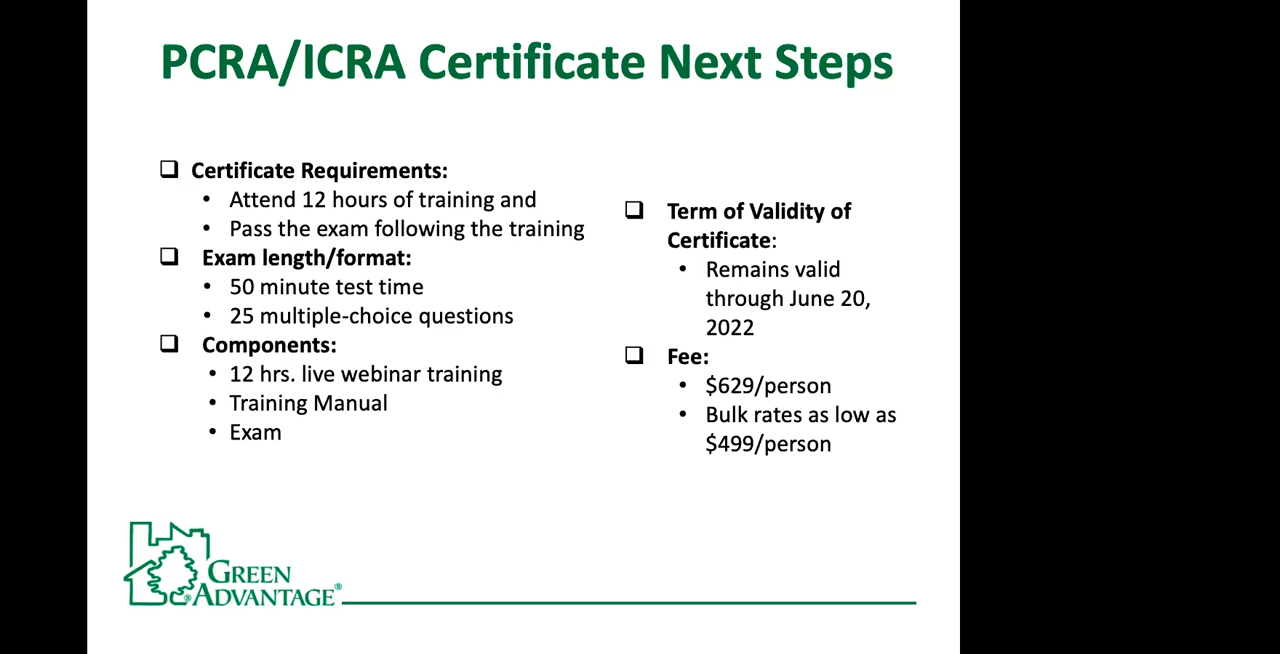 PCRA/ICRA Certificate Next Steps
❑ Certificate Requirements:
• Attend 12 hours of training and
• Pass the exam following the training
❑ Exam length/format:
• 50 minute test time
• 25 multiple-choice questions
❑ Components:
• 12 hrs. live webinar training
• Training Manual
• Exam
❑ Term of Validity of
Certificate:
• Remains valid
through June 20,
2022
❑ Fee:
• $629/person
• Bulk rates as low as
$499/person
GREEN
ADVANTAGE®